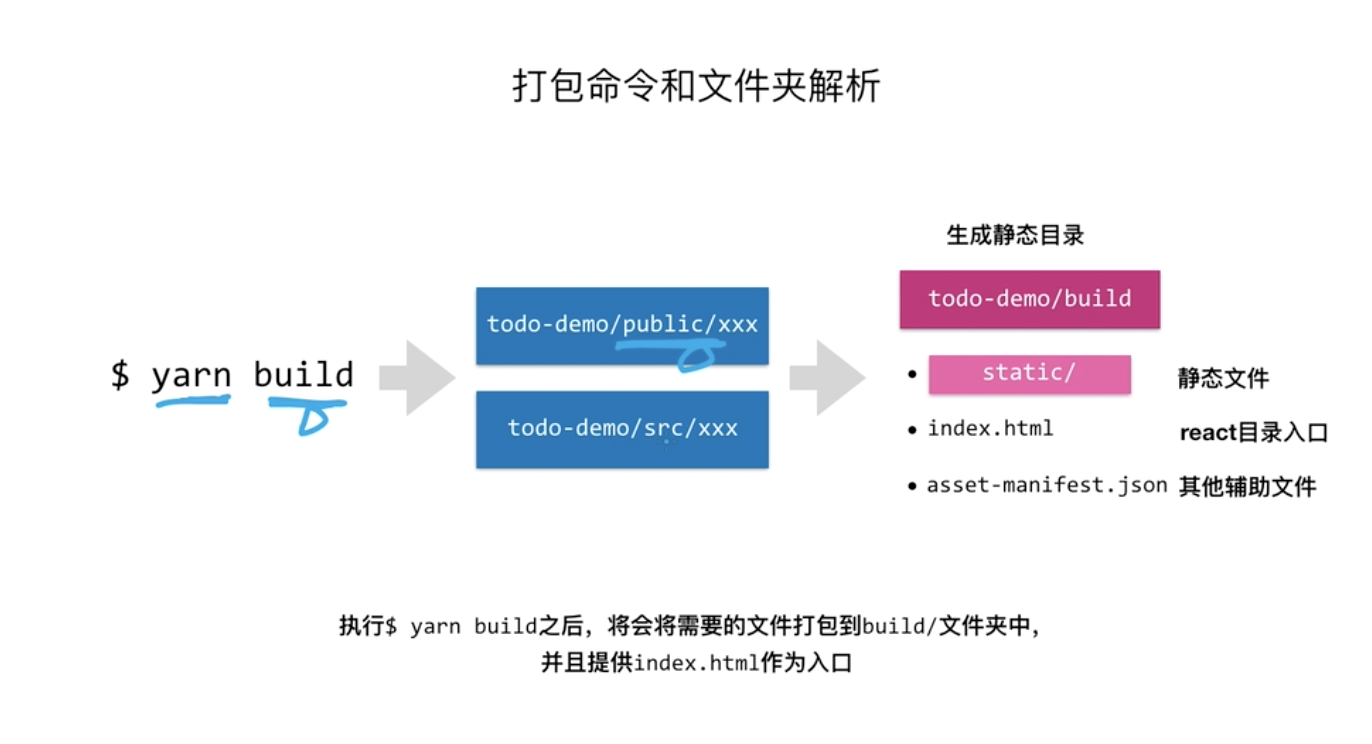 打包命令和文件夹解析
$ yarn build
todo-demo/public/xxx
todo-demo/src/xxx
生成静态目录
todo-demo/build
• static/ 静态文件
• index.html react目录入口
• asset-manifest.json 其他辅助文件
执行$ yarn build之后，将会将需要的文件打包到build/文件夹中，
并且提供index.html作为入口